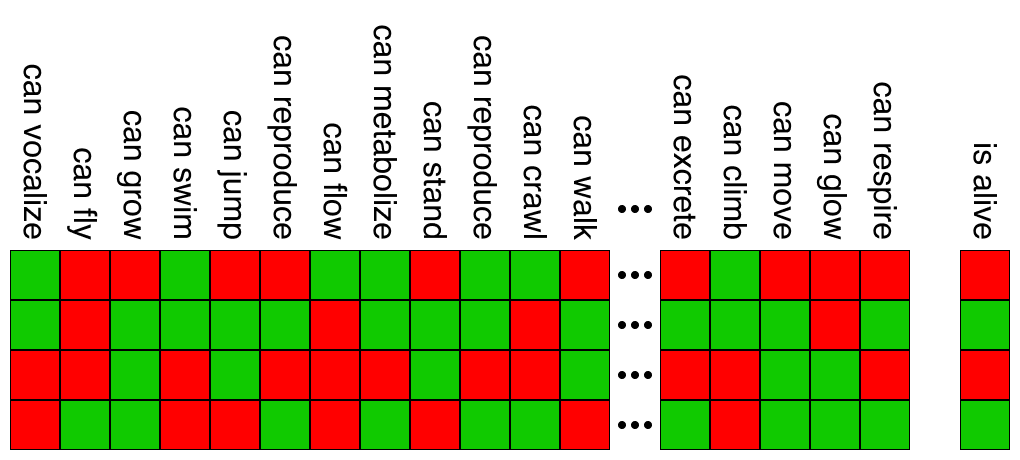 can vocalize
can fly
can grow
can swim
can jump
can reproduce
can flow
can metabolize
can stand
can reproduce
can crawl
can walk
...
can excrete
can climb
can move
can glow
can respire
is alive
...
...
...
...